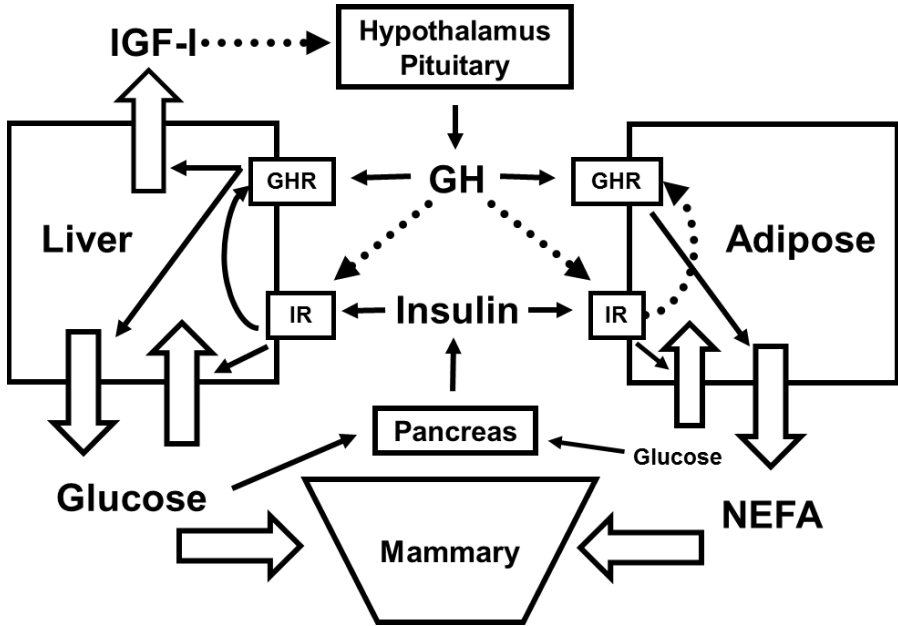 IGF-I
Hypothalamus
Pituitary
GHR
GH
GHR
Liver
Adipose
IR
Insulin
IR
Pancreas
Glucose
Glucose
NEFA
Mammary